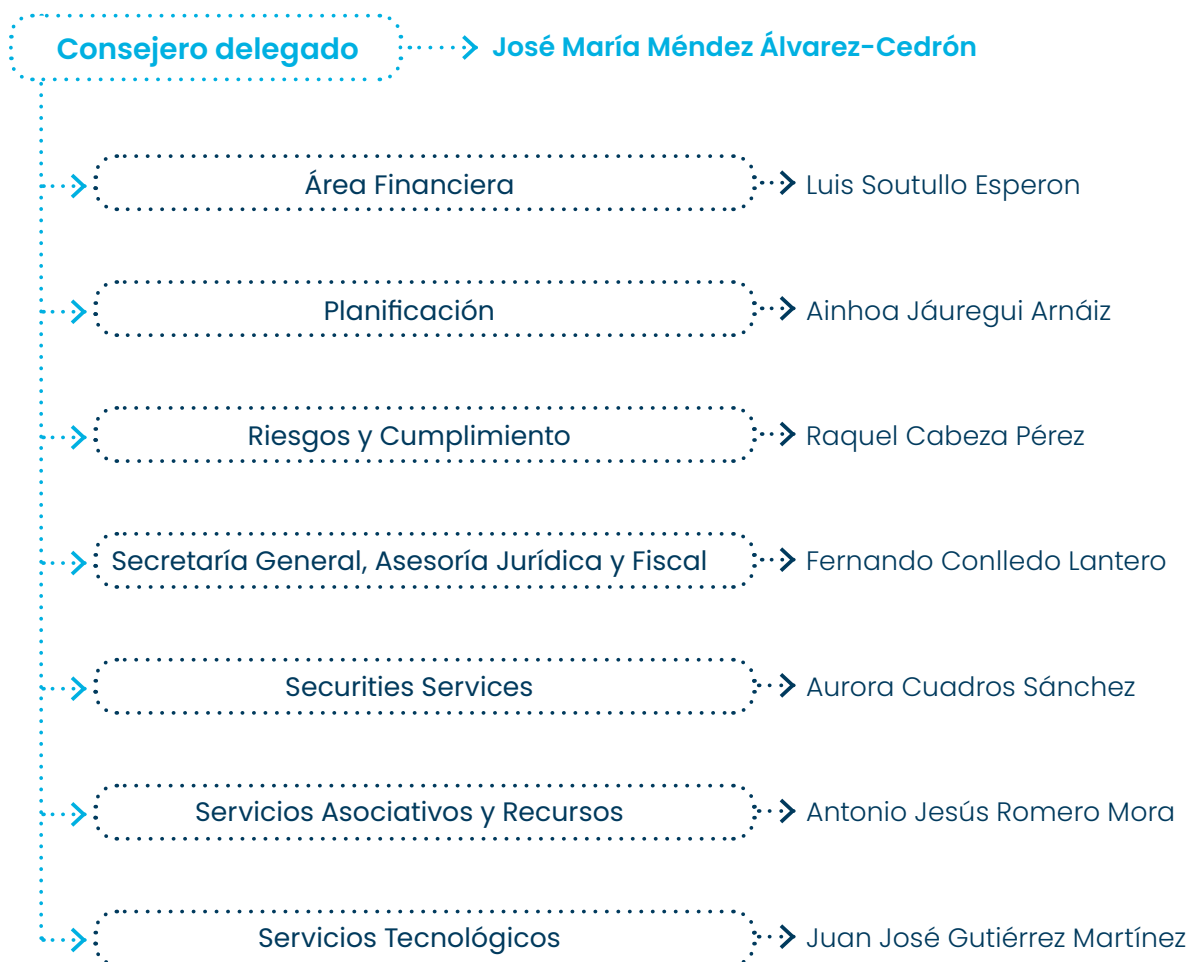 Consejero delegado José María Méndez Álvarez-Cedrón
Área Financiera Luis Soutullo Esperon
Planificación Ainhoa Jáuregui Arnáiz
Riesgos y Cumplimiento Raquel Cabeza Pérez
Secretaría General, Asesoría Jurídica y Fiscal Fernando Conlledo Lantero
Securities Services Aurora Cuadros Sánchez
Servicios Asociativos y Recursos Antonio Jesús Romero Mora
Servicios Tecnológicos Juan José Gutiérrez Martínez